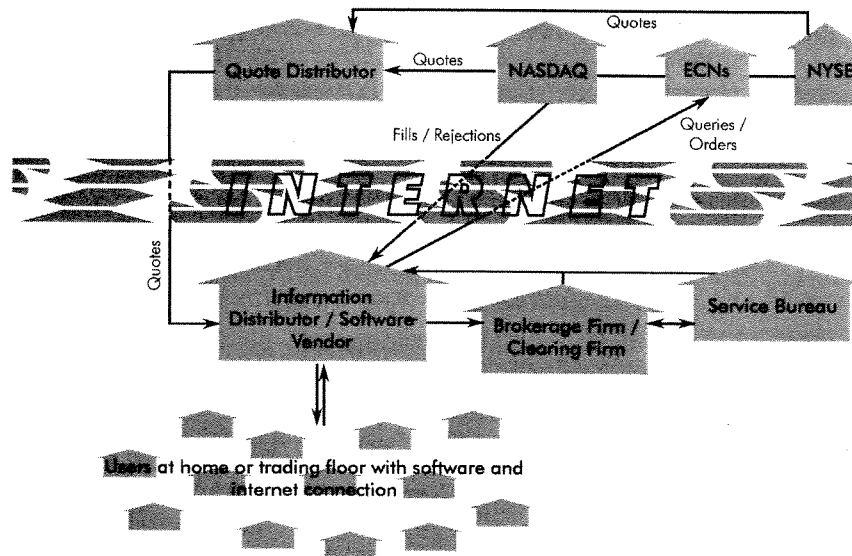 Quotes
Quote Distributor
Quotes
NASDAQ
ECNs
NYSE
Fills / Rejections
Queries /
Orders
INTERNET
Quotes
Information
Distributor / Software
Vendor
Brokerage Firm /
Clearing Firm
Service Bureau
Users at home or trading floor with software and
internet connection